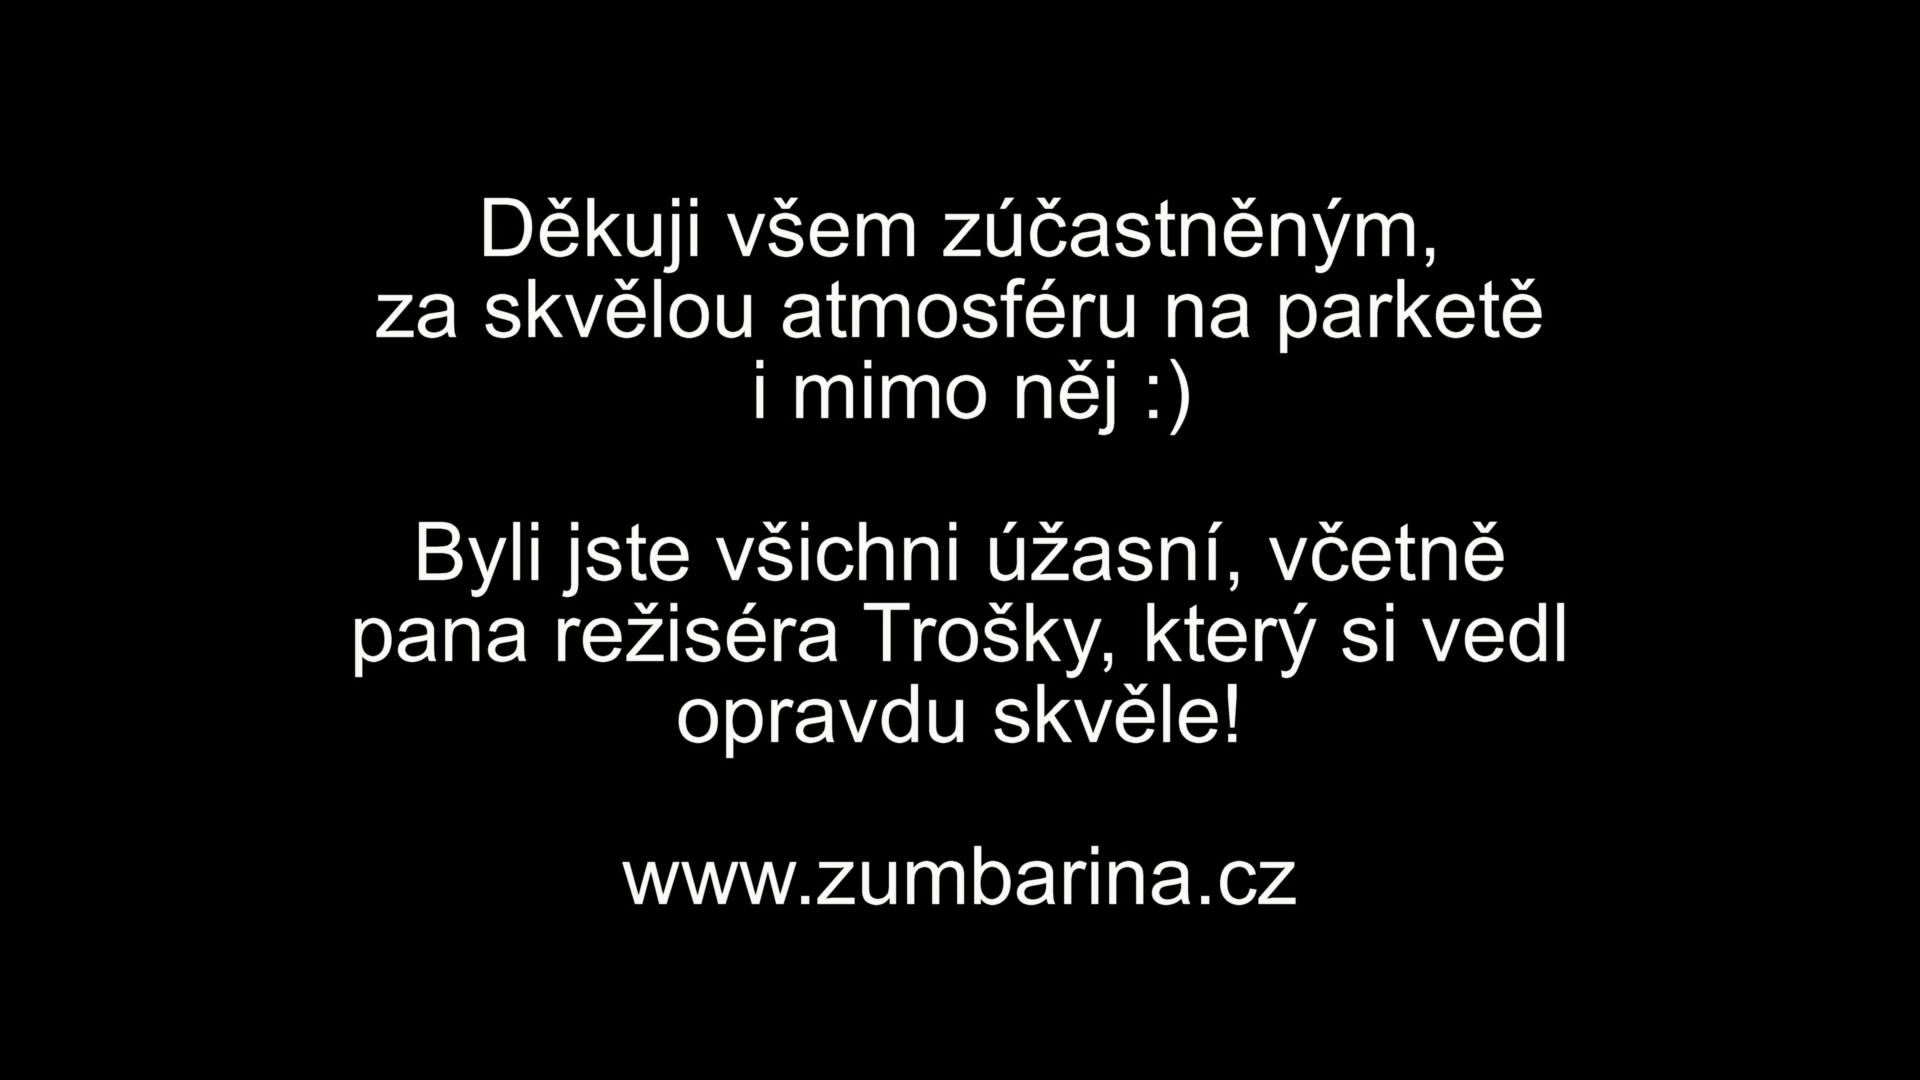 Děkuji všem zúčastněným,
za skvělou atmosféru na parketě
i mimo něj :)
Byli jste všichni úžasní, včetně
pana režiséra Trošky, který si vedl
opravdu skvěle!
www.zumbarina.cz